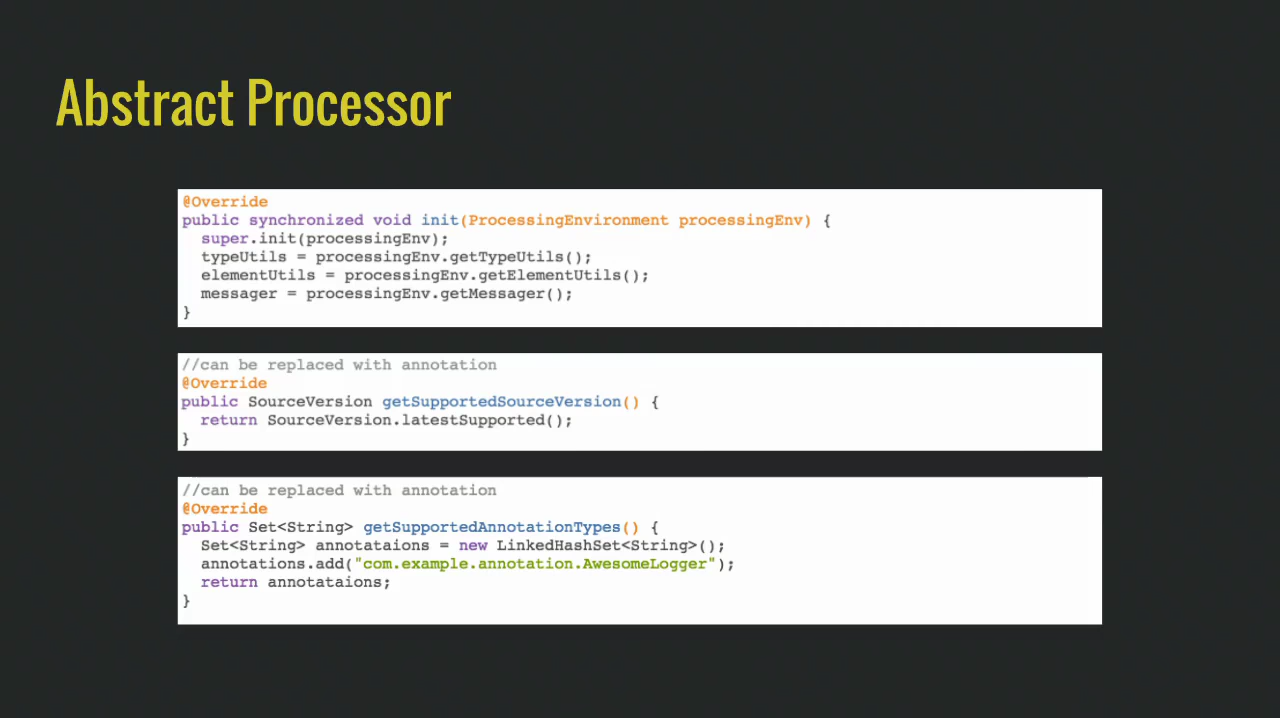 Abstract Processor
@Override
public synchronized void init(ProcessingEnvironment processingEnv) {
super.init(processingEnv);
typeUtils = processingEnv.getTypeUtils();
elementUtils = processingEnv.getElementUtils();
messager = processingEnv.getMessager();
}
//can be replaced with annotation
@Override
public SourceVersion getSupportedSourceVersion() {
return SourceVersion.latestSupported();
}
//can be replaced with annotation
@Override
public Set<String> getSupportedAnnotationTypes() {
Set<String> annotataions = new LinkedHashSet<String>();
annotations.add("com.example.annotation.AwesomeLogger");
return annotataions;
}